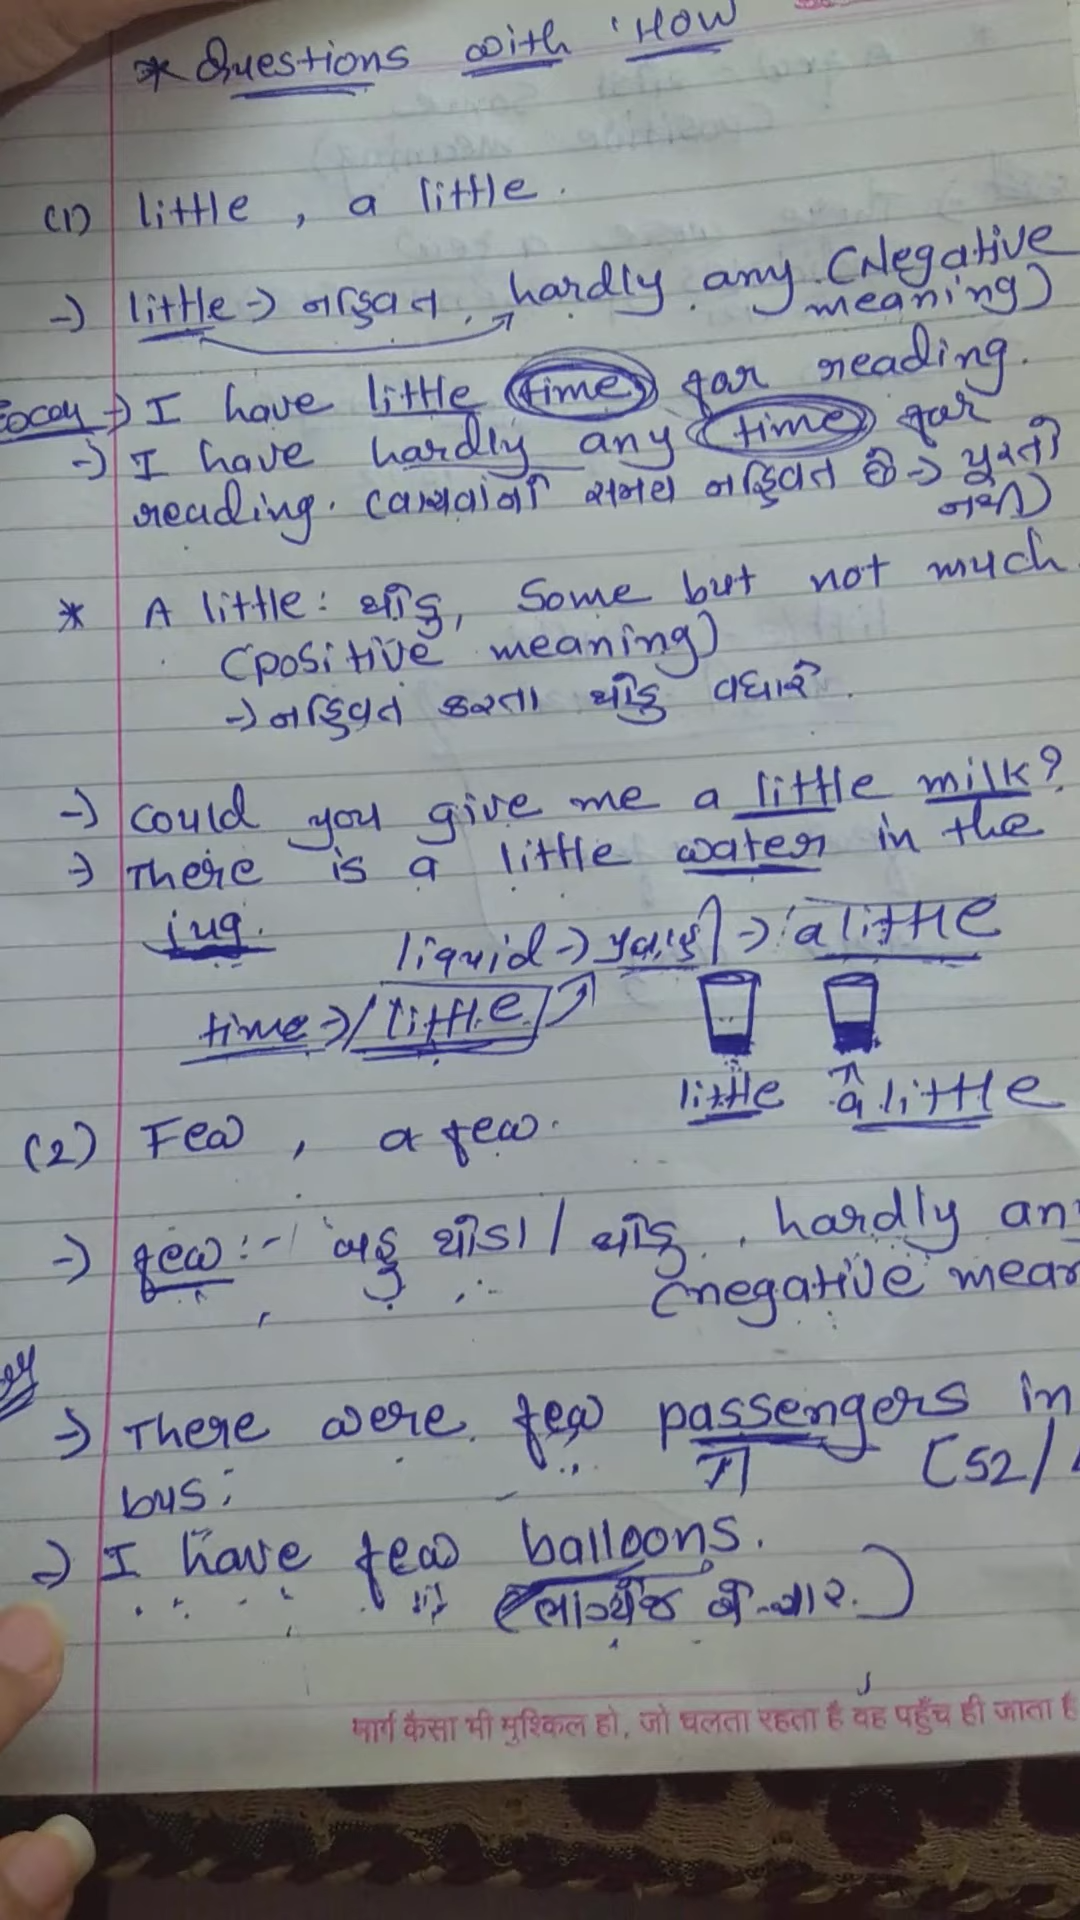 * Questions with 'How
(1) little , a little .
→ little → નહિવત , hardly any (Negative meaning)
→ I have little time for reading.
→ I have hardly any time for
reading. (વાંચવાનો સમય નહિવત છે → પૂરતો નથી)
* A little : થોડુ, Some but not much
(positive meaning)
→ નહિવત કરતા થોડુ વધારે .
→ Could you give me a little milk?
→ There is a little water in the
jug.
liquid → પ્રવાહી → a little
time → little
little a little
(2) Few , a few .
→ few :- બહુ થોડા / થોડુ , hardly an
(negative mean
→ There were few passengers in
bus . (52/
→ I have few balloons.
(બે-ચાર.)
मार्ग कैसा भी मुश्किल हो, जो चलता रहता है वह पहुँच ही जाता है